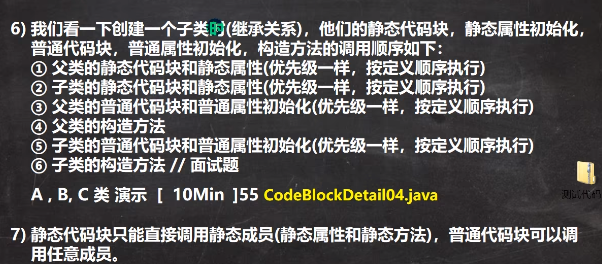 6) 我们看一下创建一个子类时(继承关系)，他们的静态代码块，静态属性初始化，
普通代码块，普通属性初始化，构造方法的调用顺序如下：
① 父类的静态代码块和静态属性(优先级一样，按定义顺序执行)
② 子类的静态代码块和静态属性(优先级一样，按定义顺序执行)
③ 父类的普通代码块和普通属性初始化(优先级一样，按定义顺序执行)
④ 父类的构造方法
⑤ 子类的普通代码块和普通属性初始化(优先级一样，按定义顺序执行)
⑥ 子类的构造方法 // 面试题
A , B, C 类 演示 [ 10Min ]55 CodeBlockDetail04.java
测试代码
7) 静态代码块只能直接调用静态成员(静态属性和静态方法)，普通代码块可以调
用任意成员。